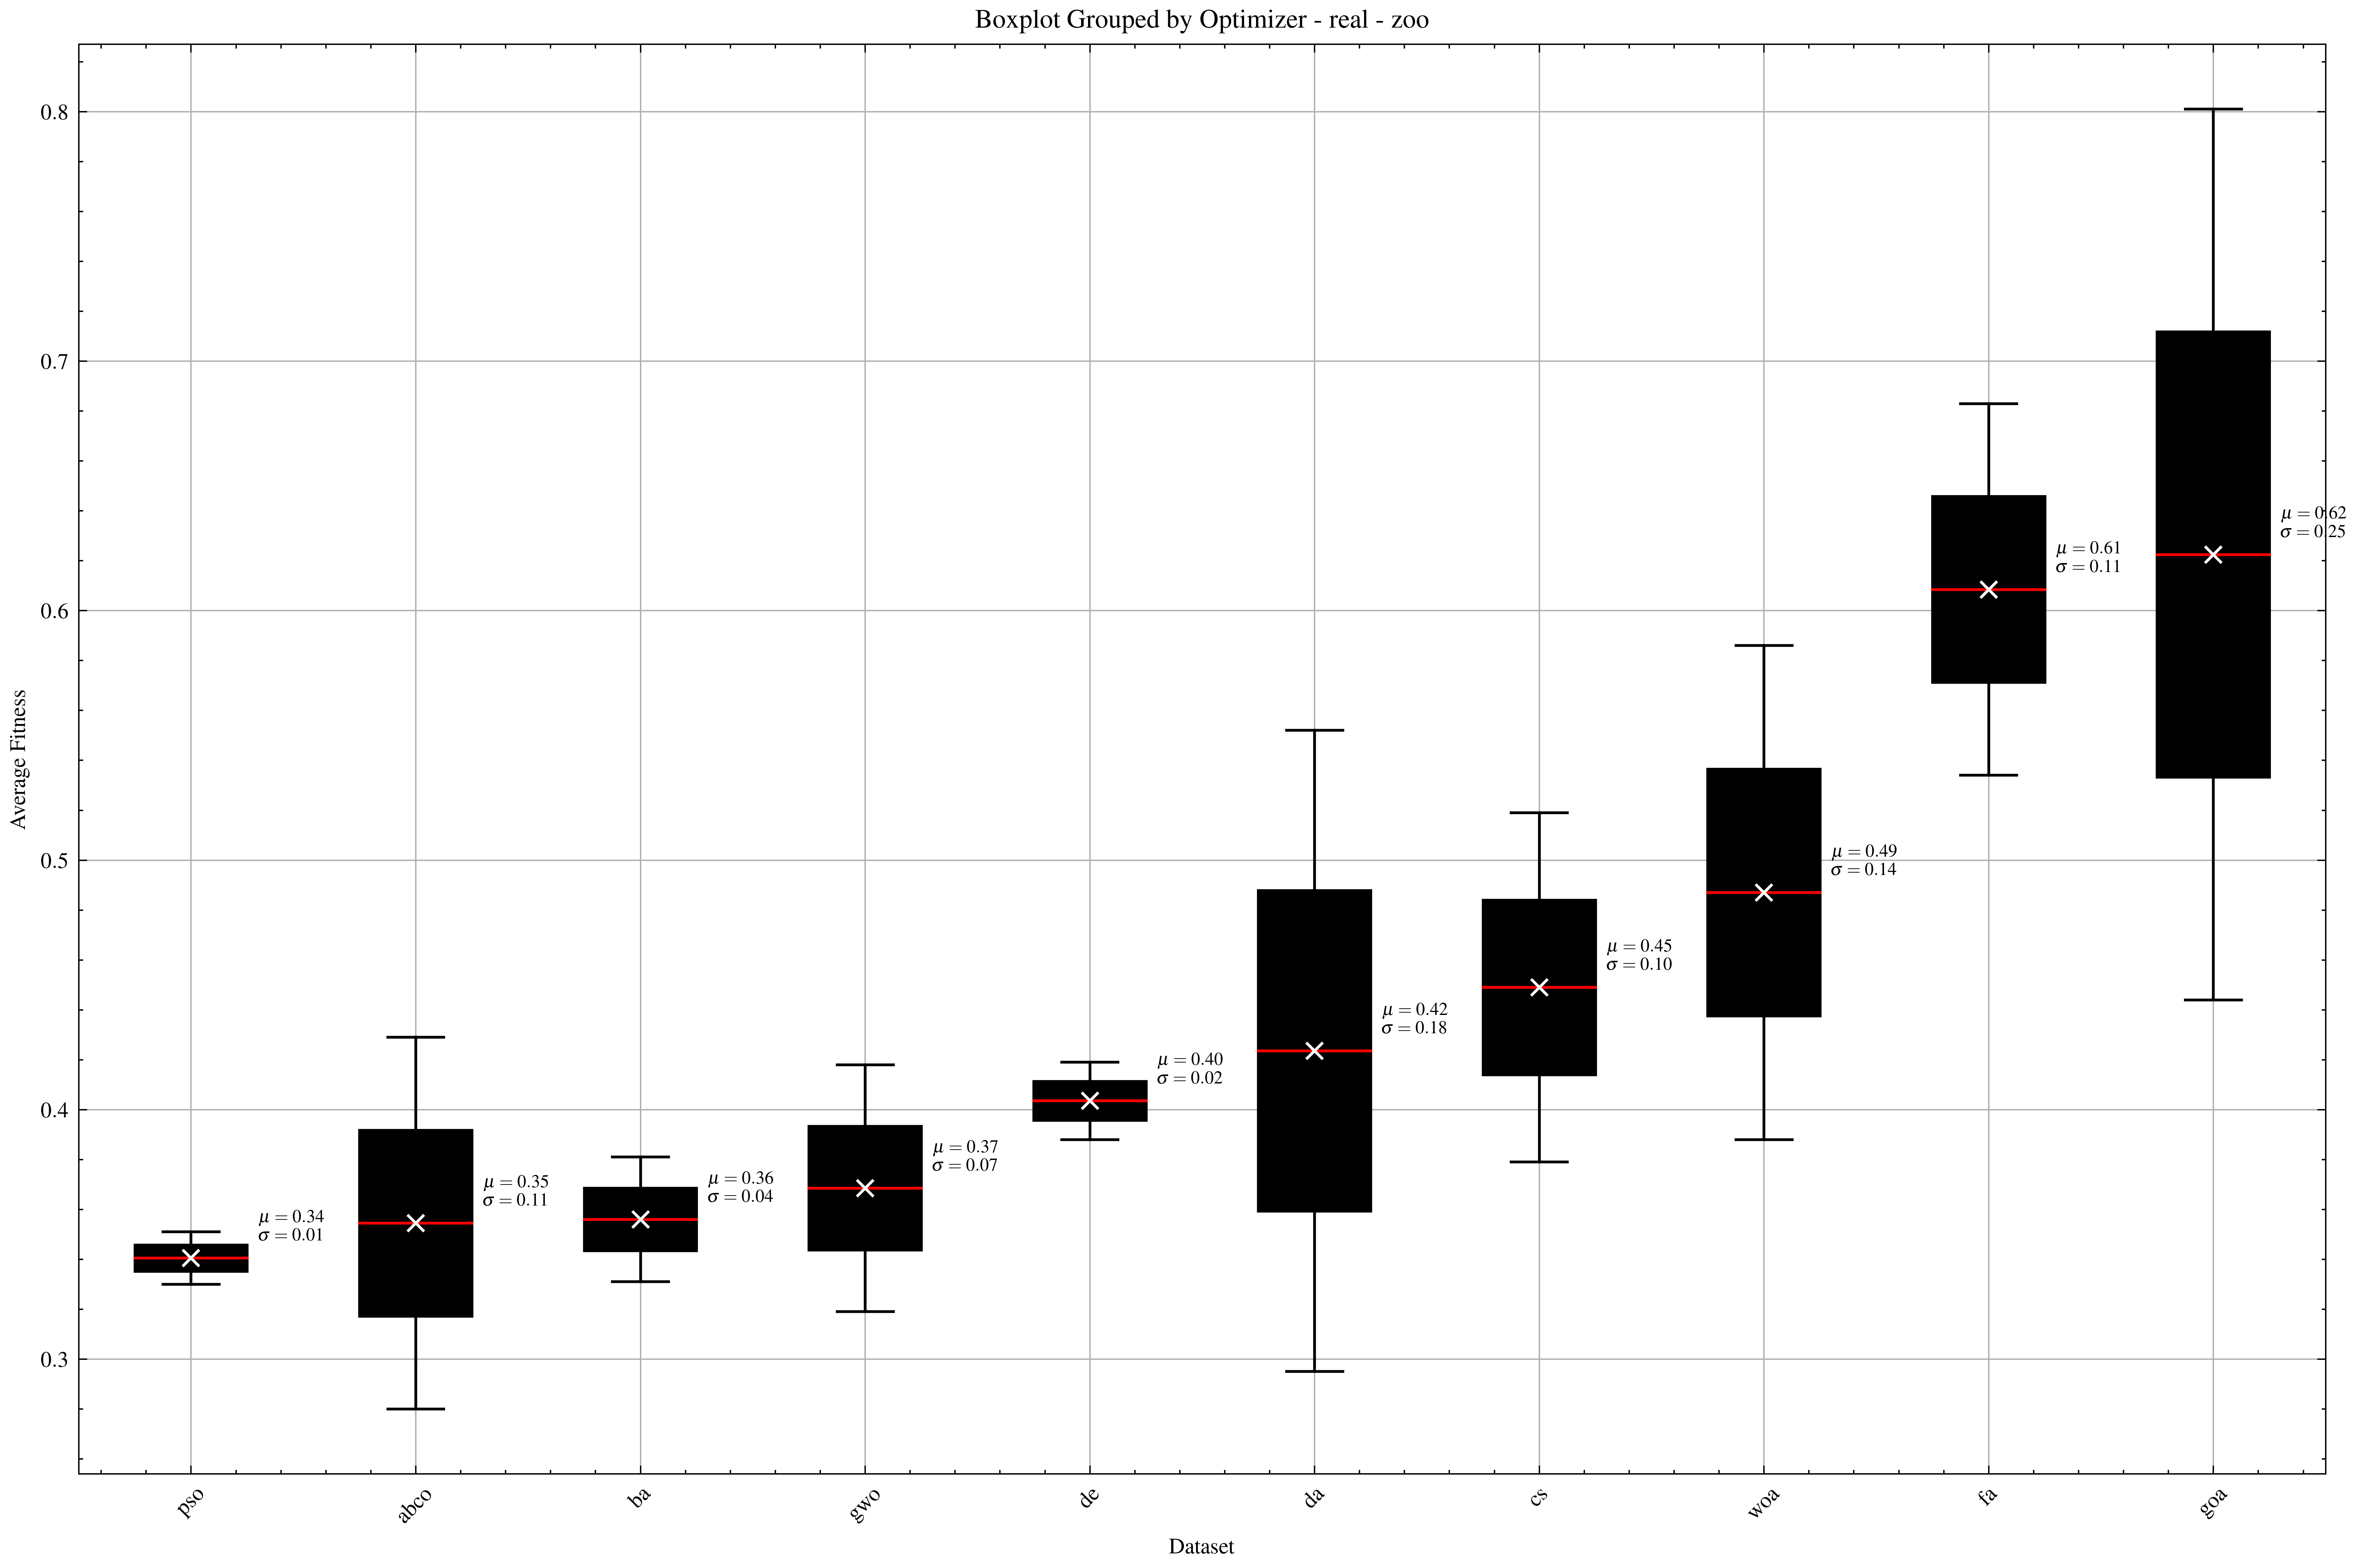 Boxplot Grouped by Optimizer - real - zoo
Average Fitness
0.8
0.7
0.6
0.5
0.4
0.3
μ = 0.34
σ = 0.01
μ = 0.35
σ = 0.11
μ = 0.36
σ = 0.04
μ = 0.37
σ = 0.07
μ = 0.40
σ = 0.02
μ = 0.42
σ = 0.18
μ = 0.45
σ = 0.10
μ = 0.49
σ = 0.14
μ = 0.61
σ = 0.11
μ = 0.62
σ = 0.25
pso
abco
ba
gwo
de
da
cs
woa
fa
goa
Dataset